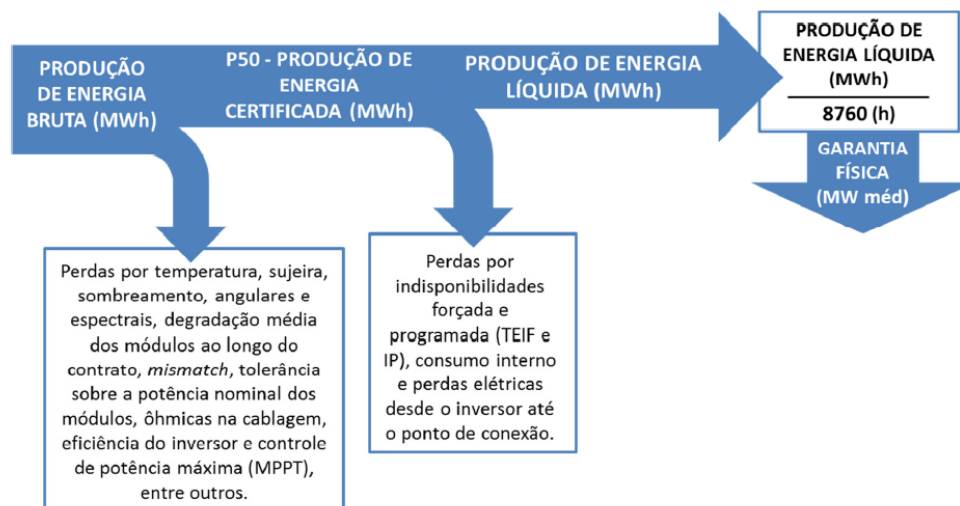 PRODUÇÃO
DE ENERGIA
BRUTA (MWh)
P50 - PRODUÇÃO DE
ENERGIA
CERTIFICADA (MWh)
PRODUÇÃO DE ENERGIA
LÍQUIDA (MWh)
PRODUÇÃO DE
ENERGIA LÍQUIDA
(MWh)
8760 (h)
GARANTIA
FÍSICA
(MW méd)
Perdas por temperatura, sujeira,
sombreamento, angulares e
espectrais, degradação média
dos módulos ao longo do
contrato, mismatch, tolerância
sobre a potência nominal dos
módulos, ôhmicas na cablagem,
eficiência do inversor e controle
de potência máxima (MPPT),
entre outros.
Perdas por
indisponibilidades
forçada e
programada (TEIF e
IP), consumo interno
e perdas elétricas
desde o inversor até
o ponto de conexão.